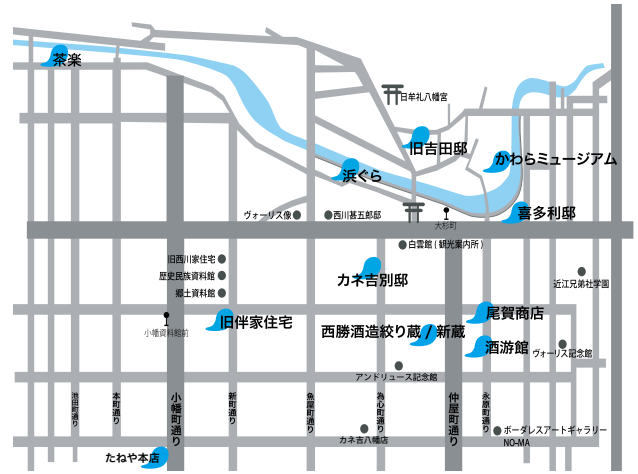 茶楽
日牟礼八幡宮
旧吉田邸
かわらミュージアム
浜ぐら
ヴォーリス像
西川甚五郎邸
大杉町
喜多利邸
白雲館 ( 観光案内所 )
旧西川家住宅
歴史民族資料館
郷土資料館
カネ吉別邸
近江兄弟社学園
小幡資料館前
旧伴家住宅
西勝酒造絞り蔵 / 新蔵
尾賀商店
酒游館
ヴォーリス記念館
アンドリュース記念館
池田町通り
本町通り
小幡町通り
新町通り
魚屋町通り
為心町通り
仲屋町通り
永原町通り
カネ吉八幡店
ボーダレスアートギャラリー
NO-MA
たねや本店